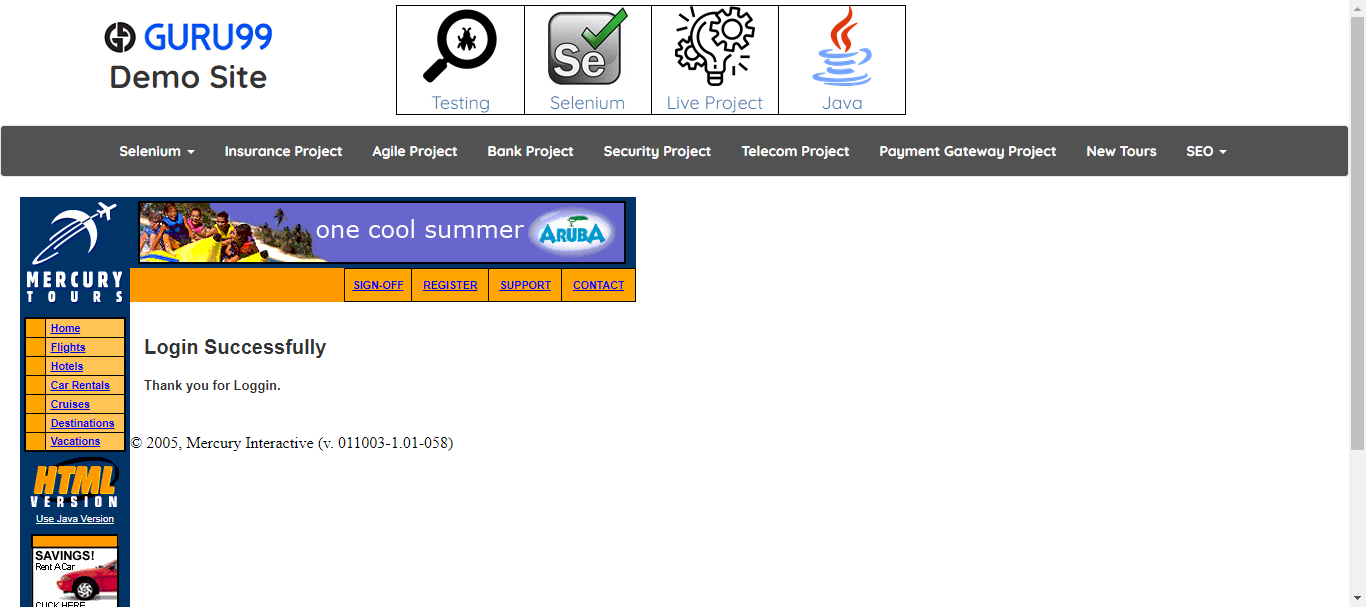 GURU99
Demo Site
Se
Testing
Selenium
Live Project
Java
Selenium
Insurance Project
Agile Project
Bank Project
Security Project
Telecom Project
Payment Gateway Project
New Tours
SEO
MERCURY
TOURS
one cool summer
ARUBA
SIGN-OFF
REGISTER
SUPPORT
CONTACT
Home
Flights
Hotels
Car Rentals
Cruises
Destinations
Vacations
Login Successfully
Thank you for Loggin.
© 2005, Mercury Interactive (v. 011003-1.01-058)
HTML
VERSION
Use Java Version
SAVINGS!
Rent A Car
CLICK HERE